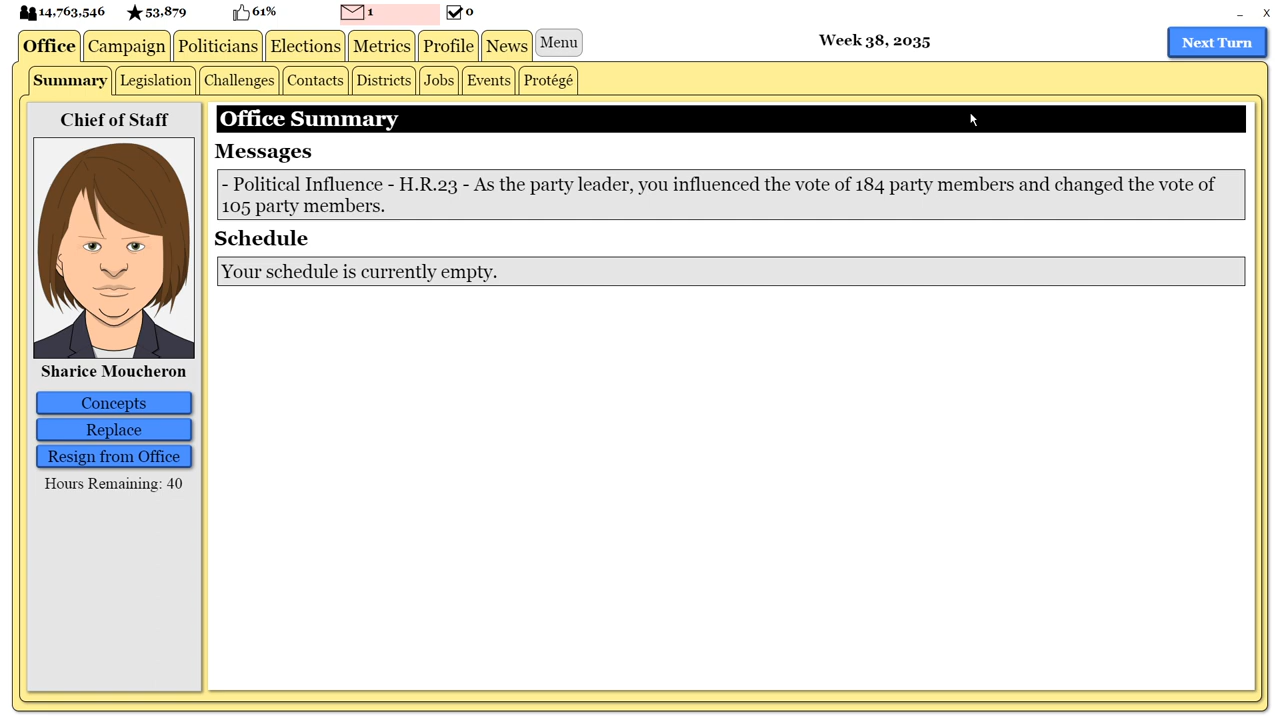 14,763,546 53,879 61% 1 0
_ X
Office Campaign Politicians Elections Metrics Profile News Menu
Week 38, 2035
Next Turn
Summary Legislation Challenges Contacts Districts Jobs Events Protégé
Chief of Staff
Sharice Moucheron
Concepts
Replace
Resign from Office
Hours Remaining: 40
Office Summary
Messages
- Political Influence - H.R.23 - As the party leader, you influenced the vote of 184 party members and changed the vote of
105 party members.
Schedule
Your schedule is currently empty.